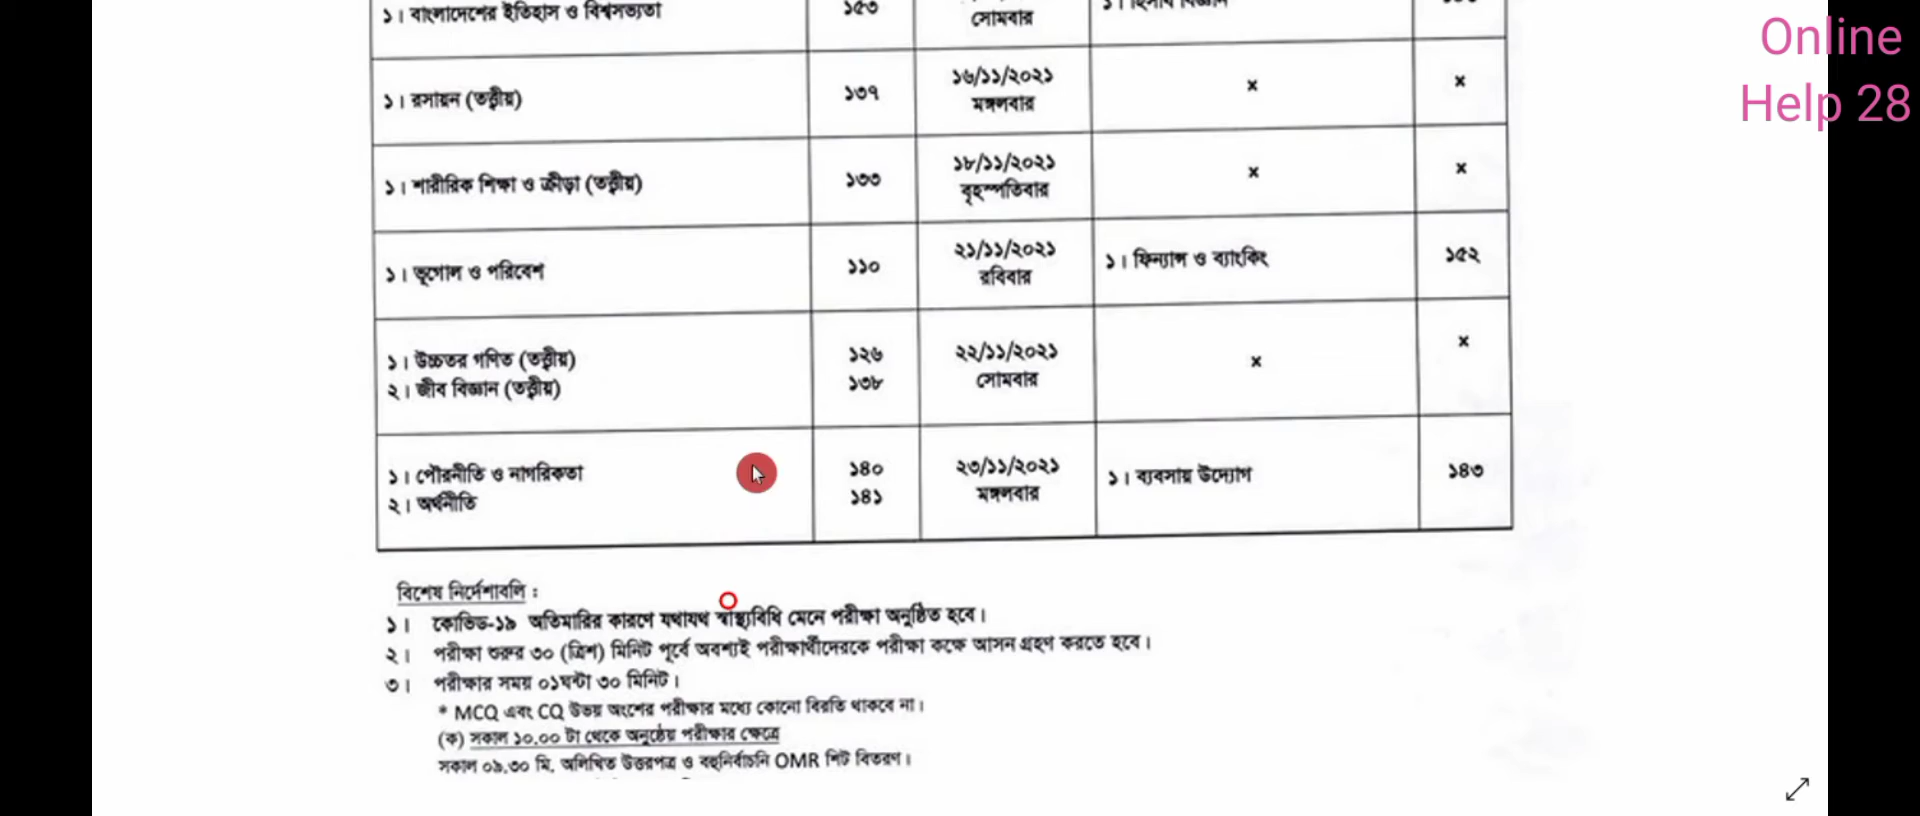 ১। বাংলাদেশের ইতিহাস ও বিশ্বসভ্যতা ১৫৩ সোমবার ১। হিসাব বিজ্ঞান
১। রসায়ন (তত্ত্বীয়) ১৩৭ ১৬/১১/২০২১ মঙ্গলবার x x
১। শারীরিক শিক্ষা ও ক্রীড়া (তত্ত্বীয়) ১৩৩ ১৮/১১/২০২১ বৃহস্পতিবার x x
১। ভূগোল ও পরিবেশ ১১০ ২১/১১/২০২১ রবিবার ১। ফিন্যান্স ও ব্যাংকিং ১৫২
১। উচ্চতর গণিত (তত্ত্বীয়) ১২৬ ২২/১১/২০২১ x x
২। জীব বিজ্ঞান (তত্ত্বীয়) ১৩৮ সোমবার
১। পৌরনীতি ও নাগরিকতা ১৪০ ২৩/১১/২০২১ ১। ব্যবসায় উদ্যোগ ১৪৩
২। অর্থনীতি ১৪১ মঙ্গলবার
বিশেষ নির্দেশাবলি :
১। কোভিড-১৯ অতিমারির কারণে যথাযথ স্বাস্থ্যবিধি মেনে পরীক্ষা অনুষ্ঠিত হবে।
২। পরীক্ষা শুরুর ৩০ (ত্রিশ) মিনিট পূর্বে অবশ্যই পরীক্ষার্থীদেরকে পরীক্ষা কক্ষে আসন গ্রহণ করতে হবে।
৩। পরীক্ষার সময় ০১ঘন্টা ৩০ মিনিট।
* MCQ এবং CQ উভয় অংশের পরীক্ষার মধ্যে কোনো বিরতি থাকবে না।
(ক) সকাল ১০.০০ টা থেকে অনুষ্ঠেয় পরীক্ষার ক্ষেত্রে
সকাল ০৯.৩০ মি. অলিখিত উত্তরপত্র ও বহুনির্বাচনি OMR শিট বিতরণ।
Online
Help 28